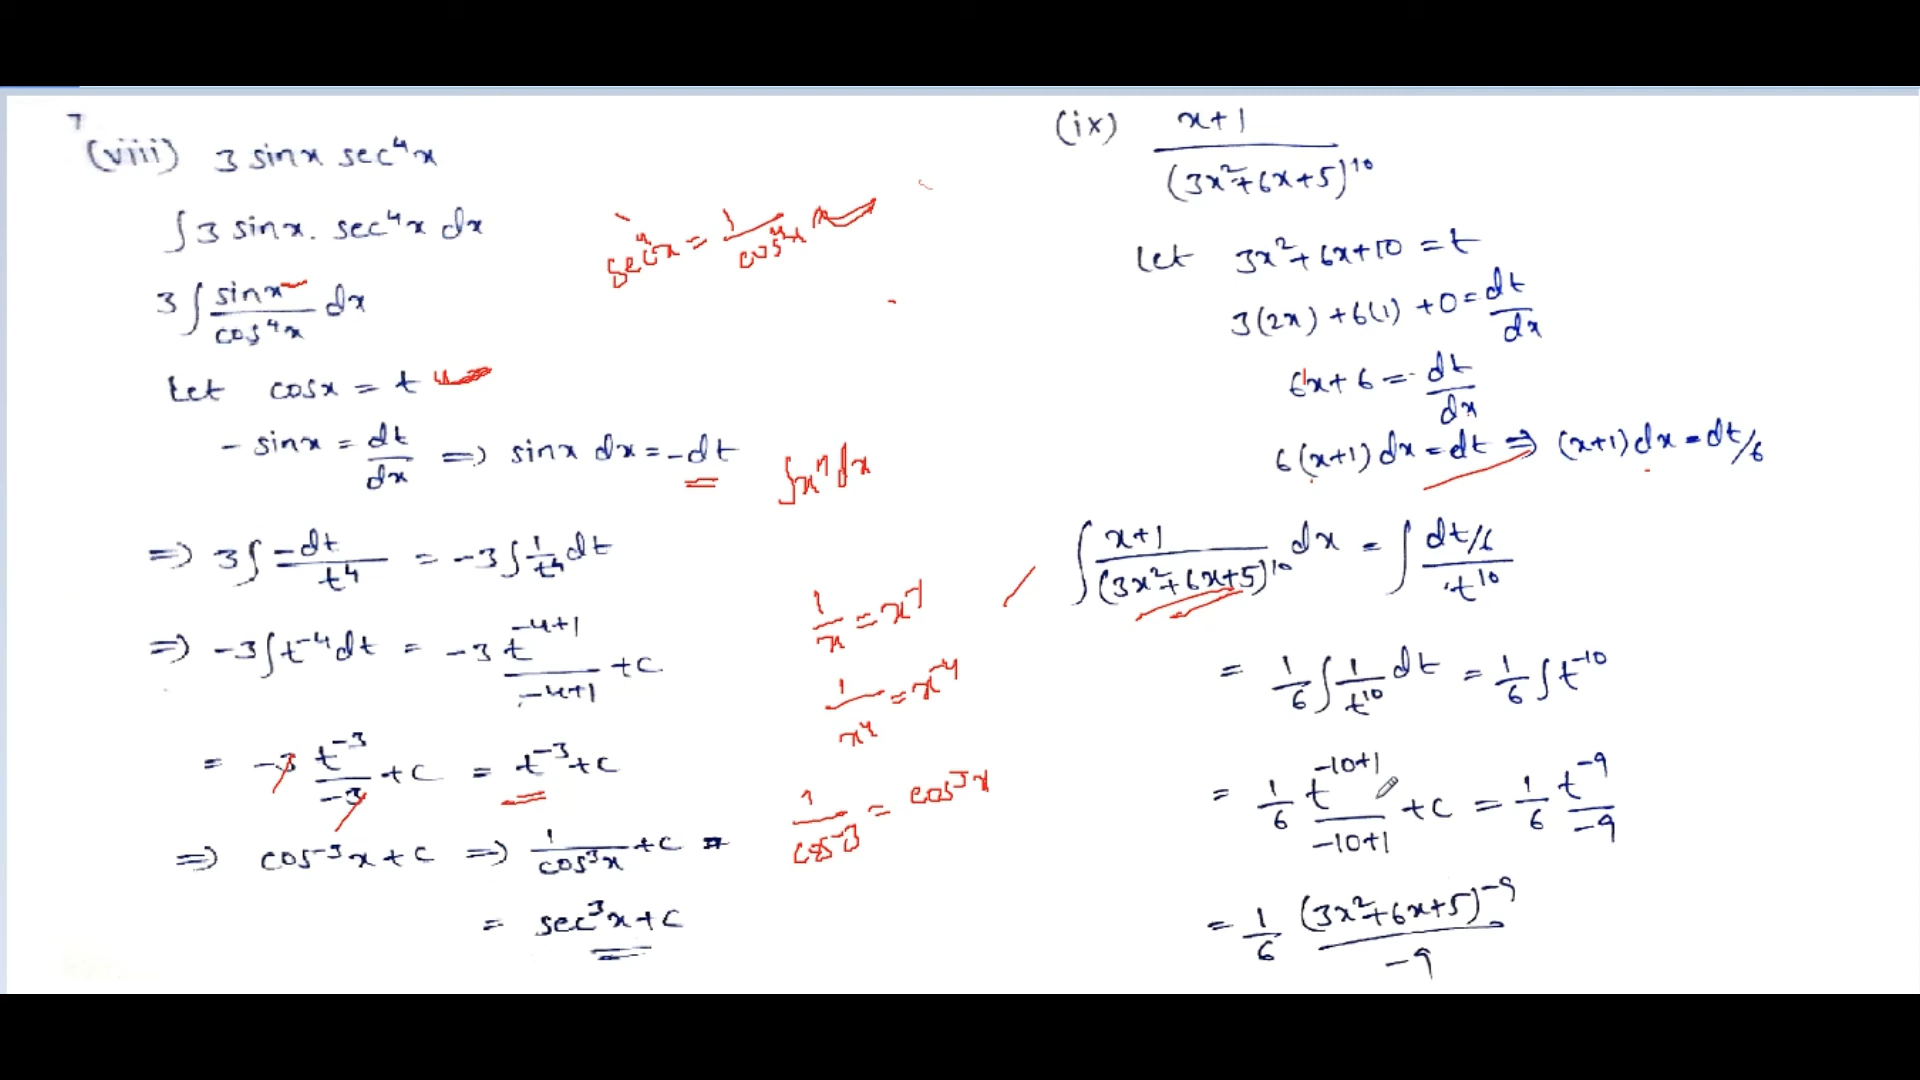 7
(viii) 3 sinx sec⁴x
∫3 sinx. sec⁴x dx
3∫ sinx/cos⁴x dx
Let cosx = t
- sinx = dt/dx => sinx dx = -dt
=> 3∫ -dt/t⁴ = -3∫ 1/t⁴ dt
=> -3∫t⁻⁴dt = -3 t⁻⁴⁺¹/-4+1 + c
= -3 t⁻³/-3 + c = t⁻³+c
=> cos⁻³x + c => 1/cos³x + c =
= sec³x + c
sec⁴x = 1/cos⁴x
∫xⁿ dx
1/x = x⁻¹
1/x⁴ = x⁻⁴
1/cos⁻³ = cos³x
(ix) x+1/(3x²+6x+5)¹⁰
Let 3x²+6x+10 = t
3(2x)+6(1)+0 = dt/dx
6x+6 = dt/dx
6(x+1)dx = dt => (x+1)dx = dt/6
∫ x+1/(3x²+6x+5)¹⁰ dx = ∫ dt/6/t¹⁰
= 1/6 ∫ 1/t¹⁰ dt = 1/6 ∫t⁻¹⁰
= 1/6 t⁻¹⁰⁺¹/-10+1 + c = 1/6 t⁻⁹/-9
= 1/6 (3x²+6x+5)⁻⁹/-9